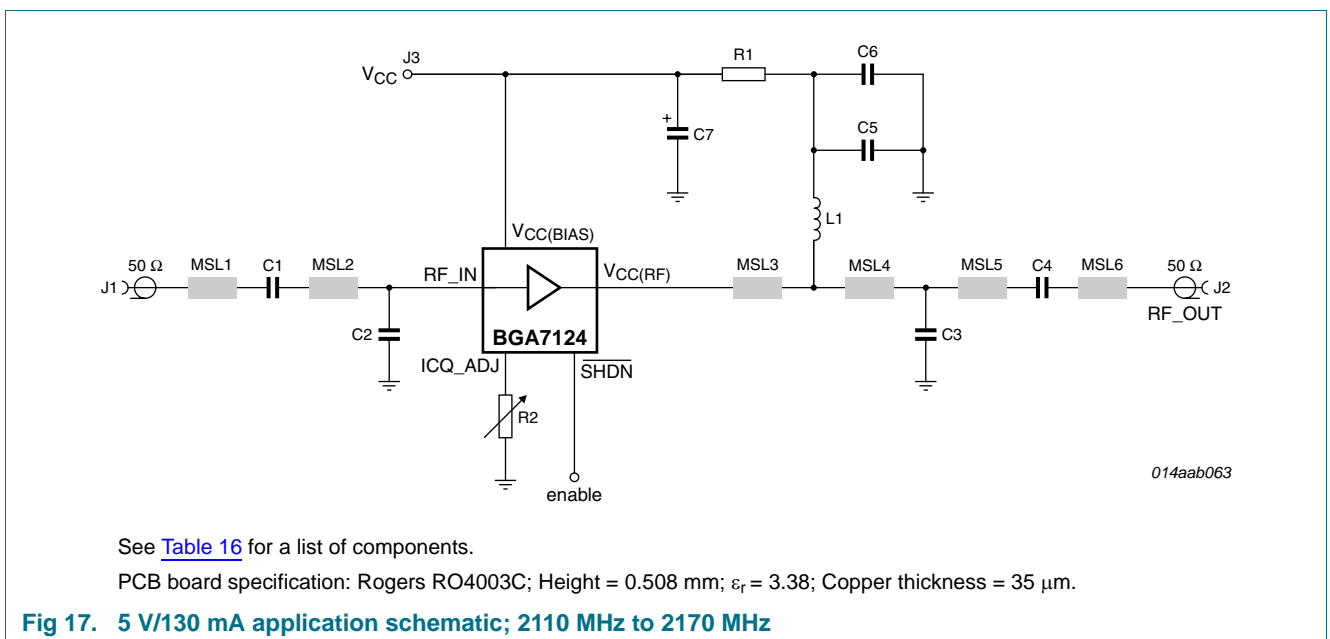 J3
VCC
R1
C6
+
C7
C5
L1
VCC(BIAS)
50 Ω
MSL1
C1
MSL2
RF_IN
VCC(RF)
MSL3
MSL4
MSL5
C4
MSL6
50 Ω
J1
J2
RF_OUT
C2
BGA7124
C3
ICQ_ADJ
SHDN
R2
enable
014aab063
See Table 16 for a list of components.
PCB board specification: Rogers RO4003C; Height = 0.508 mm; εr = 3.38; Copper thickness = 35 μm.
Fig 17. 5 V/130 mA application schematic; 2110 MHz to 2170 MHz